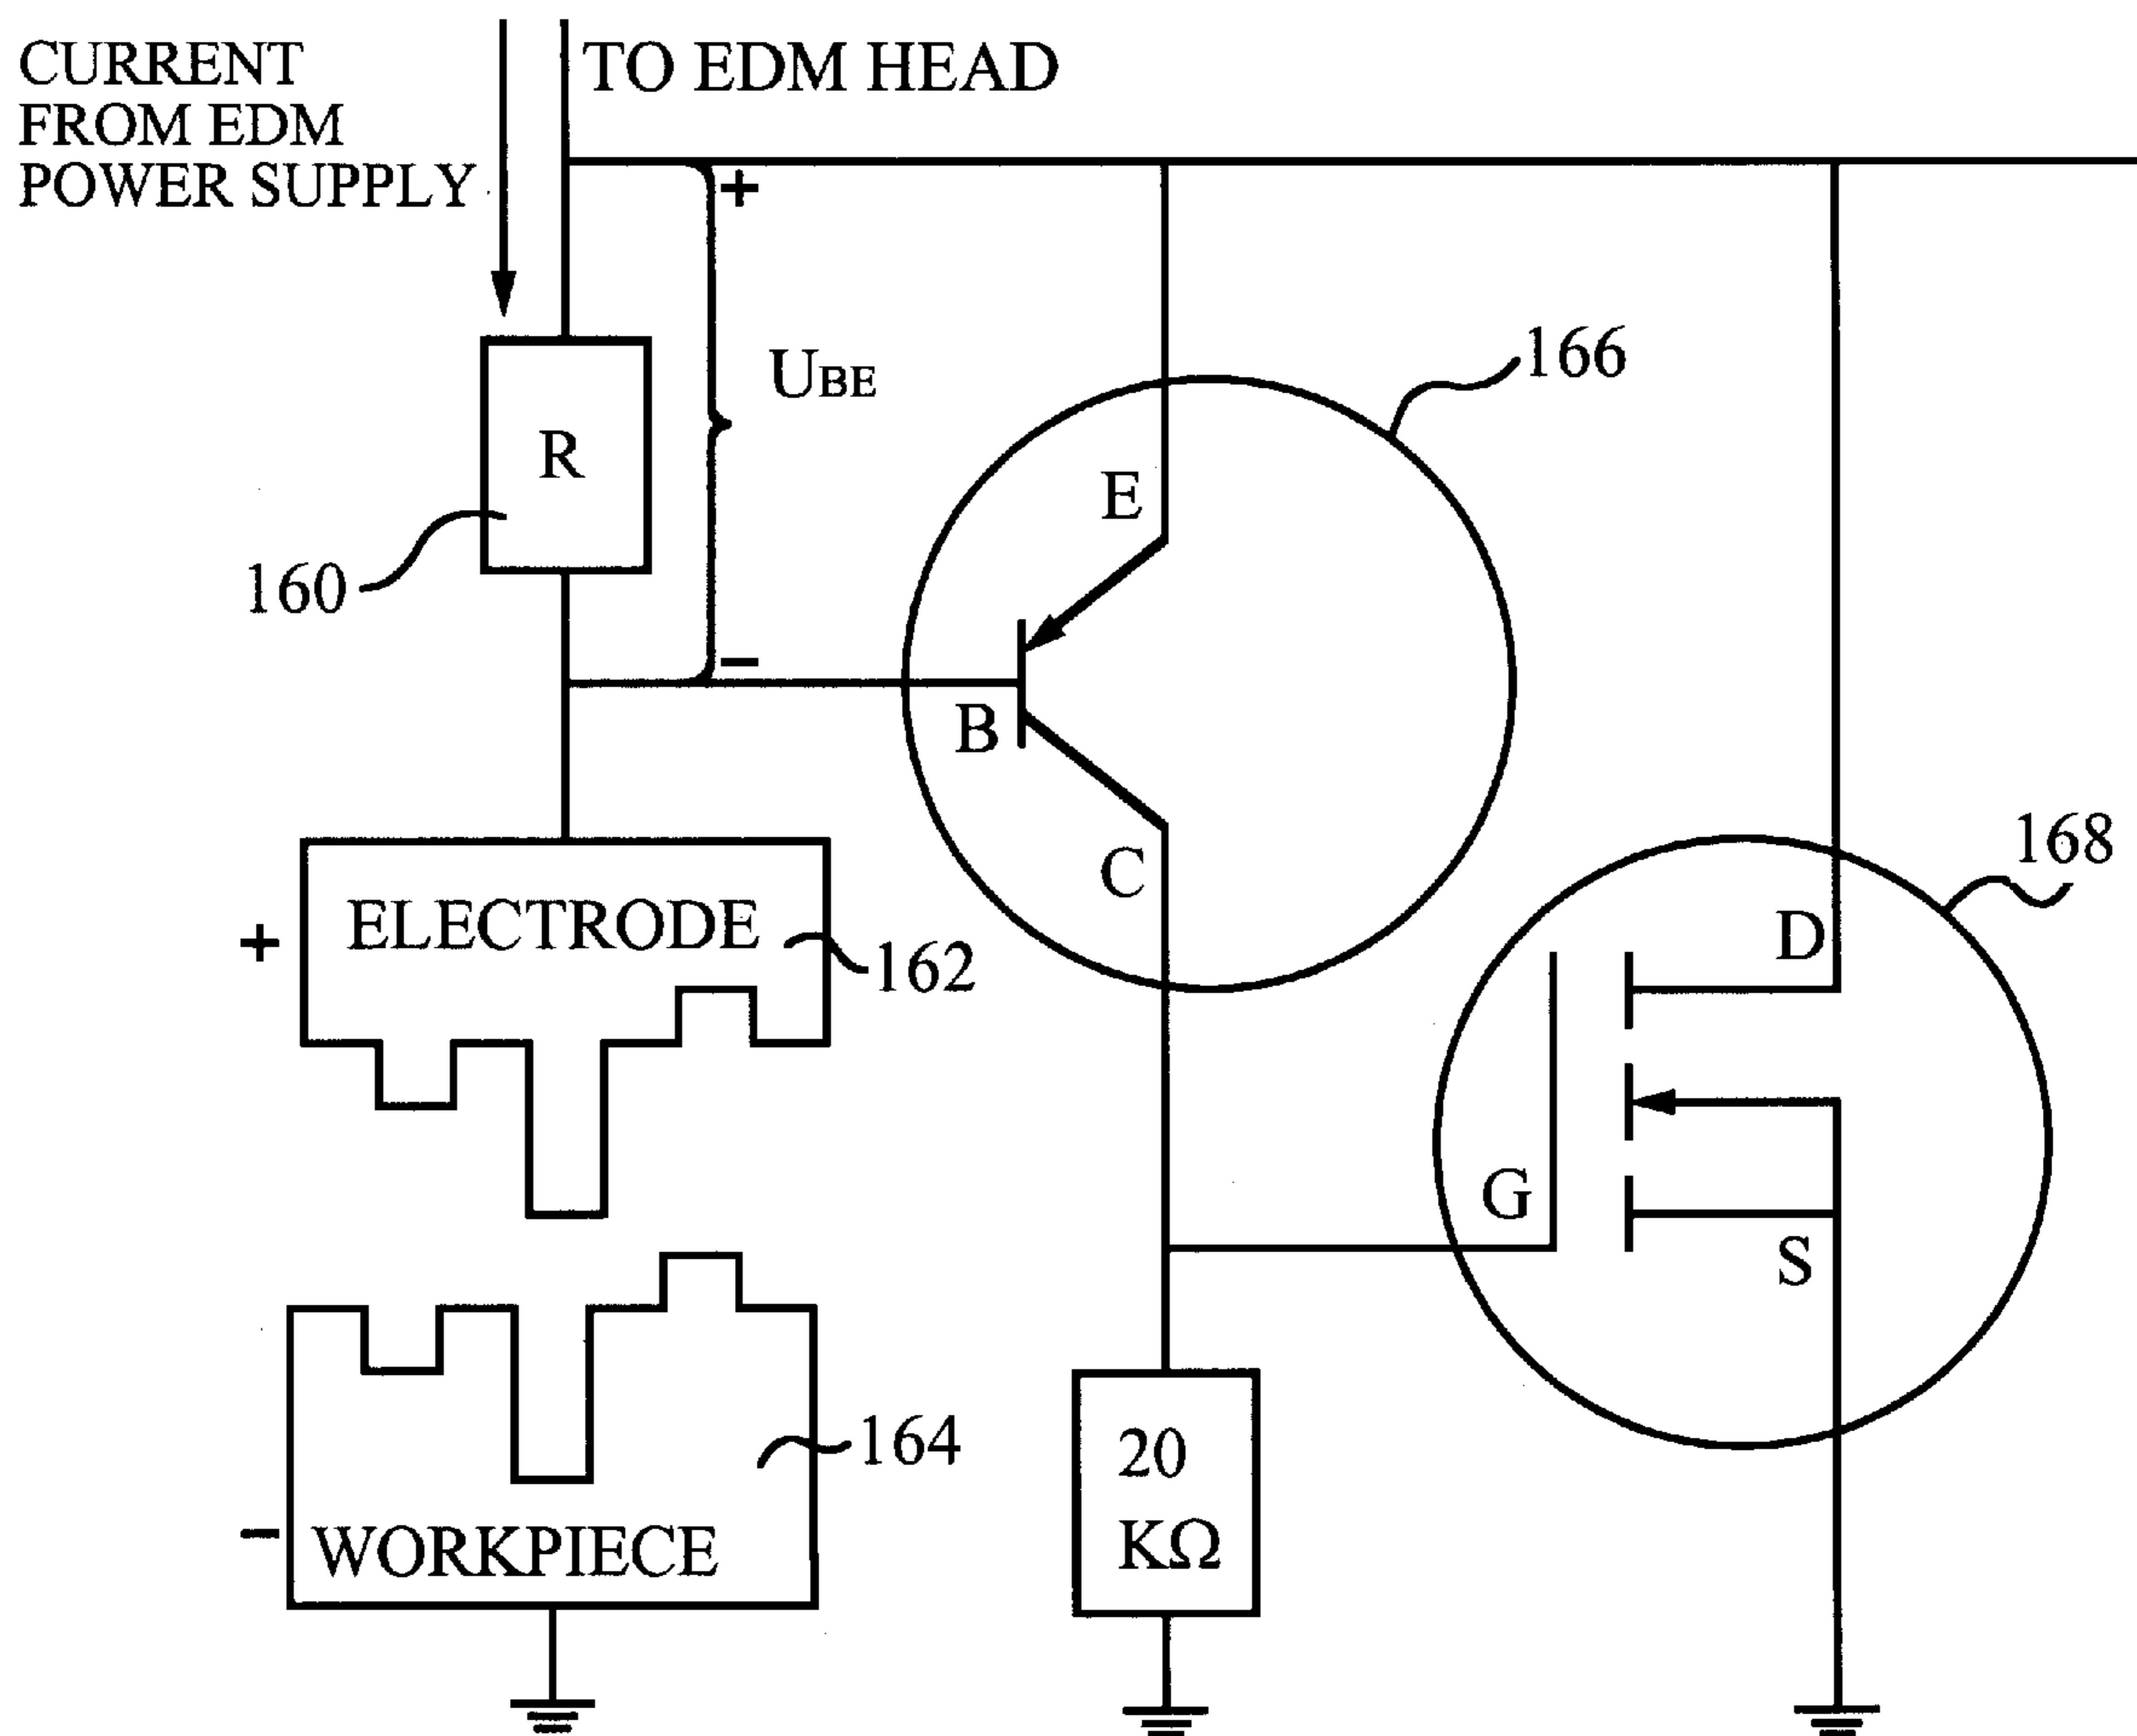 CURRENT
FROM EDM
POWER SUPPLY
TO EDM HEAD
+
UBE
166
R
E
160
−
B
C
168
+
ELECTRODE
162
D
G
S
164
20
KΩ
−
WORKPIECE